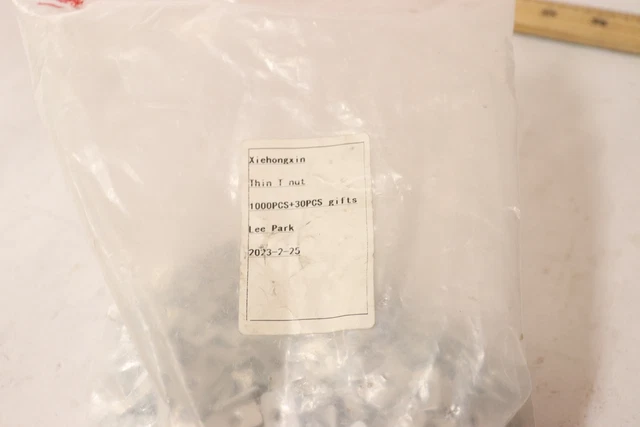 Xiehongxin
Thin T nut
1000PCS+30PCS gifts
Lee Park
2023-2-25